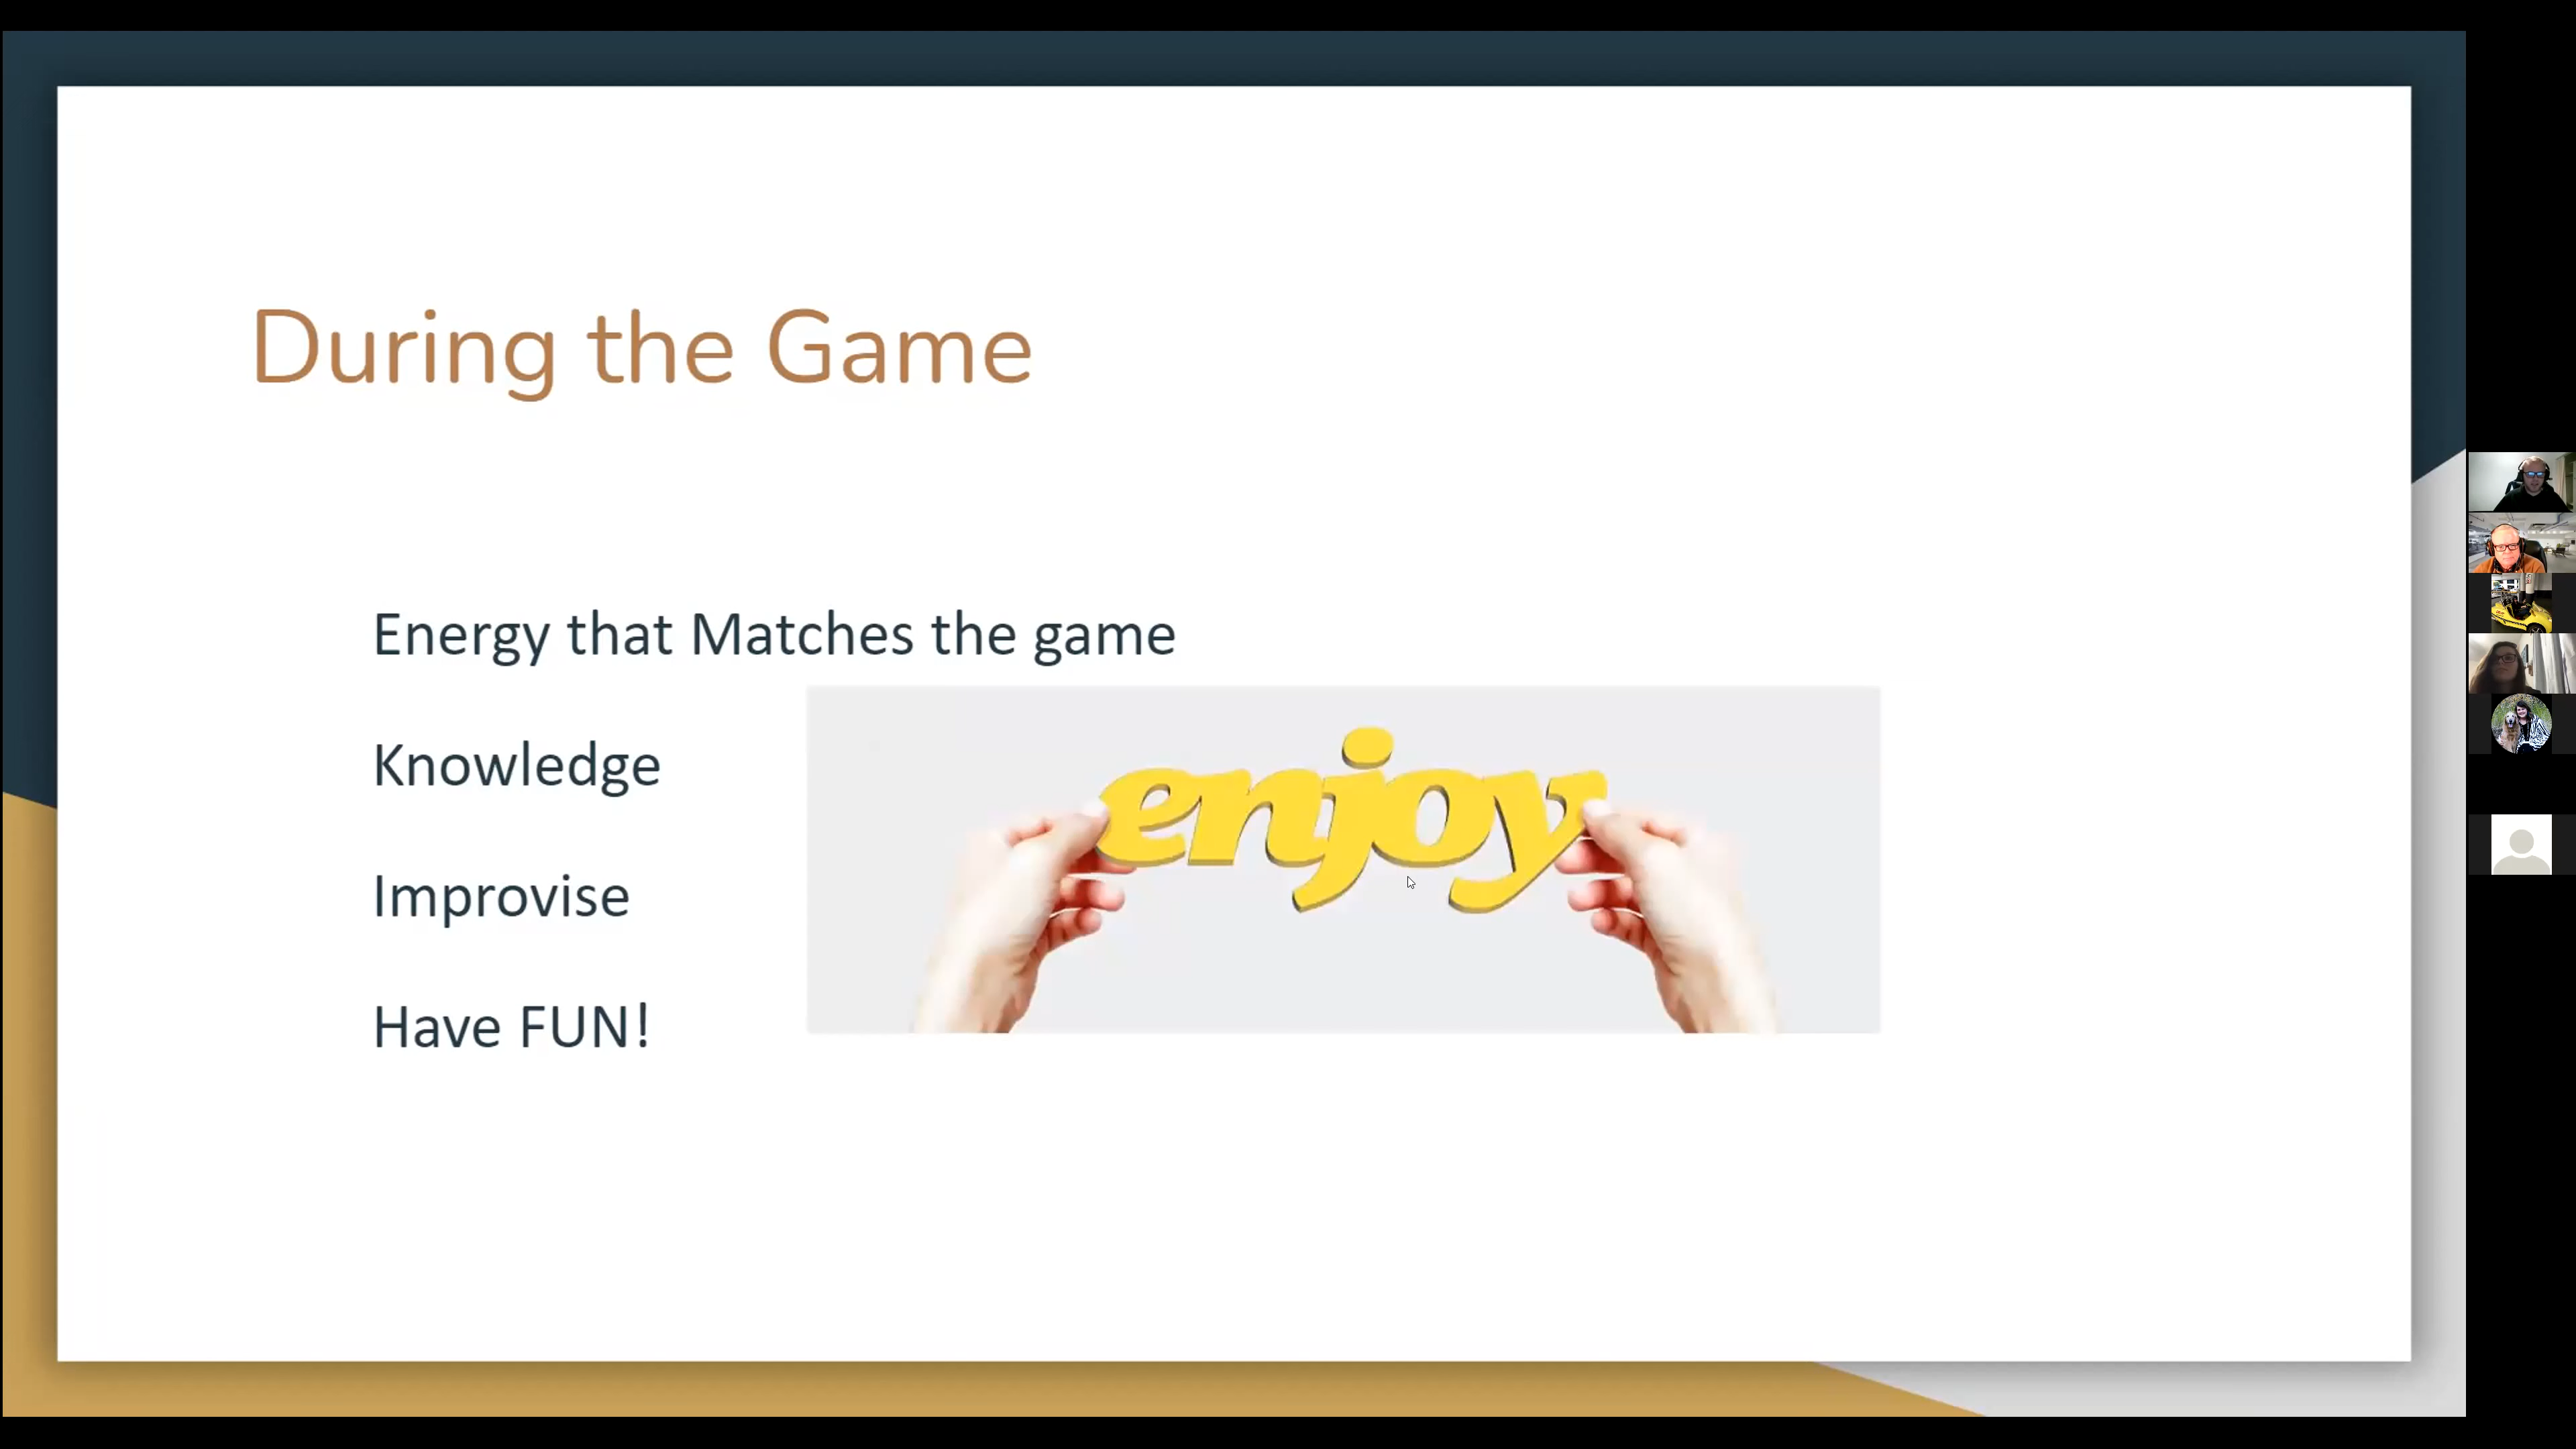 During the Game
Energy that Matches the game
Knowledge
enjoy
Improvise
Have FUN!